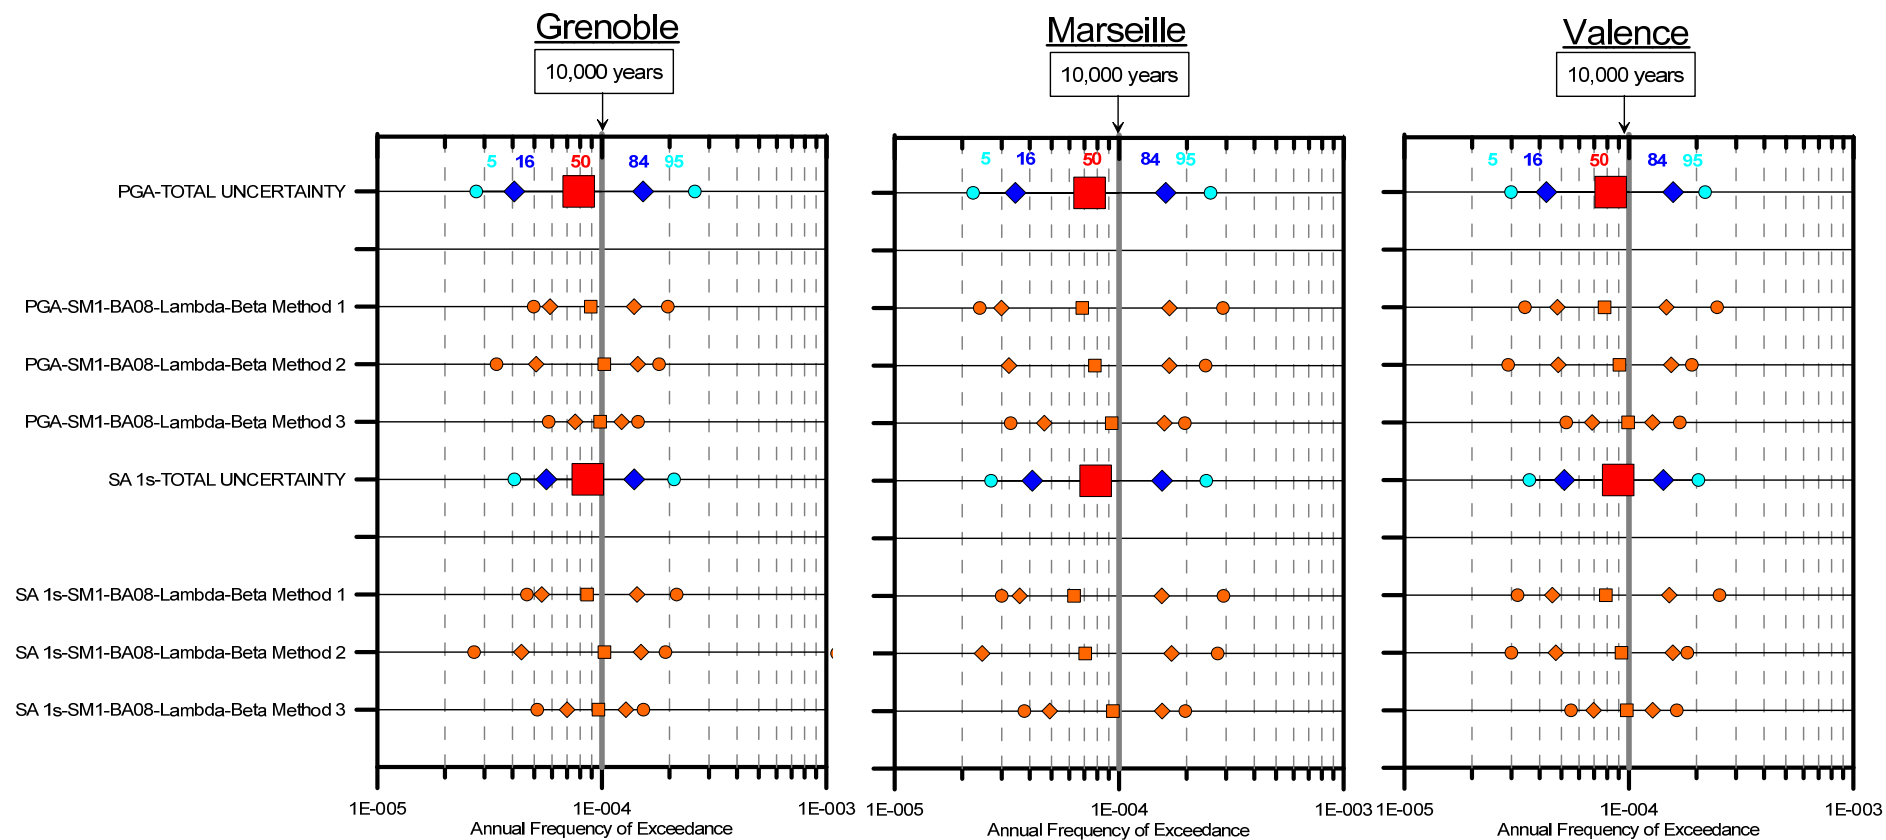 Grenoble
Marseille
Valence
10,000 years
10,000 years
10,000 years
5 16 50 84 95
5 16 50 84 95
5 16 50 84 95
PGA-TOTAL UNCERTAINTY
PGA-SM1-BA08-Lambda-Beta Method 1
PGA-SM1-BA08-Lambda-Beta Method 2
PGA-SM1-BA08-Lambda-Beta Method 3
SA 1s-TOTAL UNCERTAINTY
SA 1s-SM1-BA08-Lambda-Beta Method 1
SA 1s-SM1-BA08-Lambda-Beta Method 2
SA 1s-SM1-BA08-Lambda-Beta Method 3
1E-005 1E-004 1E-003
1E-005 1E-004 1E-003
1E-005 1E-004 1E-003
Annual Frequency of Exceedance
Annual Frequency of Exceedance
Annual Frequency of Exceedance